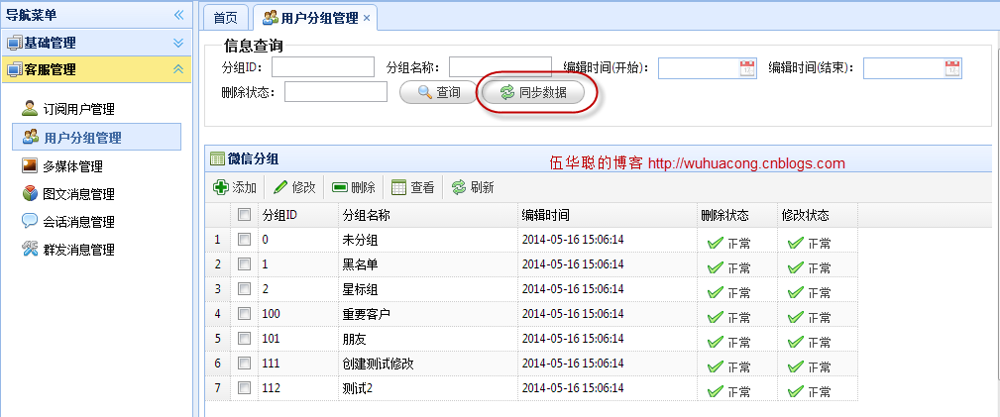 导航菜单
基础管理
客服管理
订阅用户管理
用户分组管理
多媒体管理
图文消息管理
会话消息管理
群发消息管理
首页 用户分组管理
信息查询
分组ID: 分组名称: 编辑时间(开始): 编辑时间(结束):
删除状态: 查询 同步数据
微信分组 伍华聪的博客 http://wuhuacong.cnblogs.com
添加 修改 删除 查看 刷新
分组ID 分组名称 编辑时间 删除状态 修改状态
1 0 未分组 2014-05-16 15:06:14 正常 正常
2 1 黑名单 2014-05-16 15:06:14 正常 正常
3 2 星标组 2014-05-16 15:06:14 正常 正常
4 100 重要客户 2014-05-16 15:06:14 正常 正常
5 101 朋友 2014-05-16 15:06:14 正常 正常
6 111 创建测试修改 2014-05-16 15:06:14 正常 正常
7 112 测试2 2014-05-16 15:06:14 正常 正常